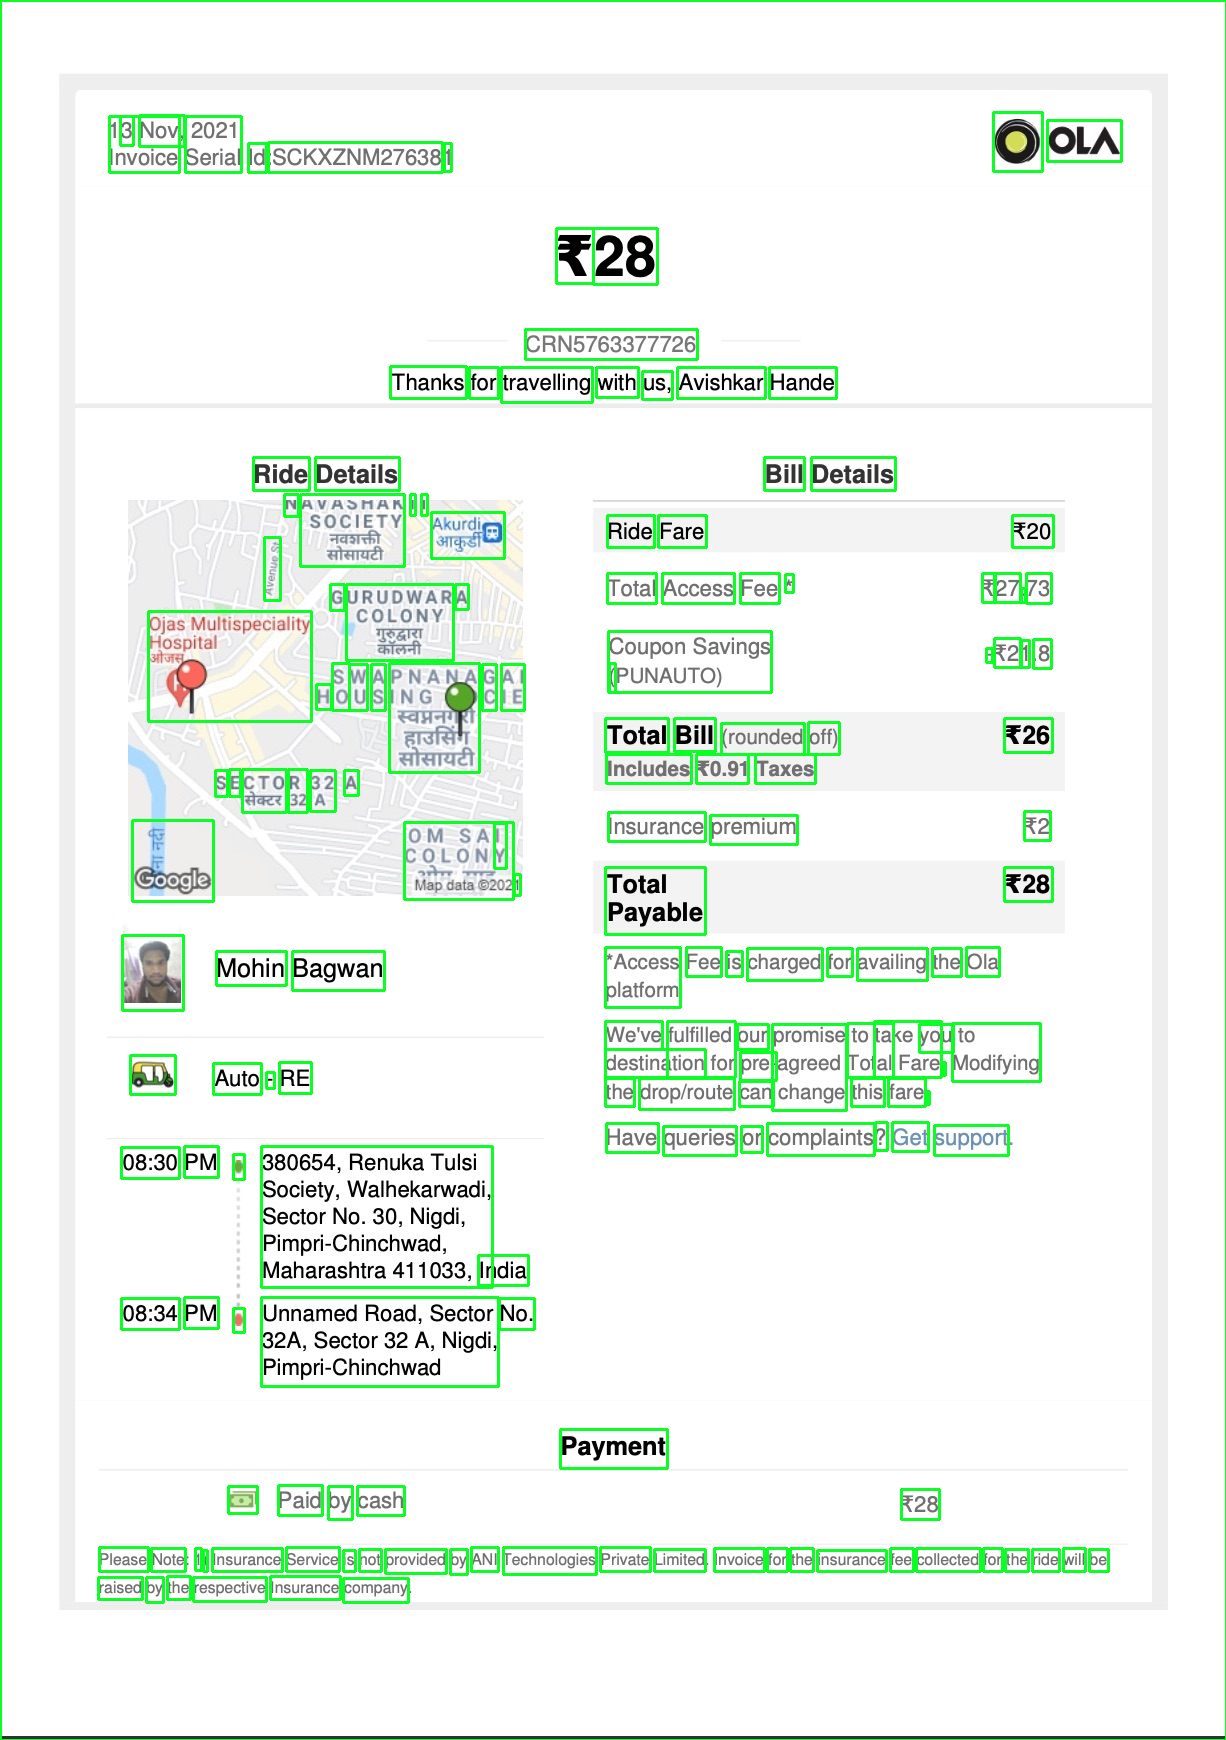 13 Nov, 2021
Invoice Serial Id:SCKXZNM276381
OLA
₹28
CRN5763377726
Thanks for travelling with us, Avishkar Hande
Ride Details
NAVASHAK
SOCIETY
नवशक्ती
सोसायटी
Akurdi
आकुर्डी
Avenue St
GURUDWARA
COLONY
गुरुद्वारा
कॉलनी
Ojas Multispeciality
Hospital
ओजस
SWAPNANAGA
HOUSING
स्वप्ननगरी
हाउसिंग
सोसायटी
SECTOR 32 A
सेक्टर 32 A
OM SAI
COLONY
Google
Map data ©2021
Mohin Bagwan
Auto - RE
08:30 PM
380654, Renuka Tulsi
Society, Walhekarwadi,
Sector No. 30, Nigdi,
Pimpri-Chinchwad,
Maharashtra 411033, India
08:34 PM
Unnamed Road, Sector No.
32A, Sector 32 A, Nigdi,
Pimpri-Chinchwad
Bill Details
Ride Fare ₹20
Total Access Fee * ₹27.73
Coupon Savings -₹21.8
(PUNAUTO)
Total Bill (rounded off) ₹26
Includes ₹0.91 Taxes
Insurance premium ₹2
Total ₹28
Payable
*Access Fee is charged for availing the Ola
platform
We've fulfilled our promise to take you to
destination for pre-agreed Total Fare. Modifying
the drop/route can change this fare.
Have queries or complaints? Get support.
Payment
Paid by cash ₹28
Please Note: 1) Insurance Service is not provided by ANI Technologies Private Limited. Invoice for the insurance fee collected for the ride will be
raised by the respective Insurance company.